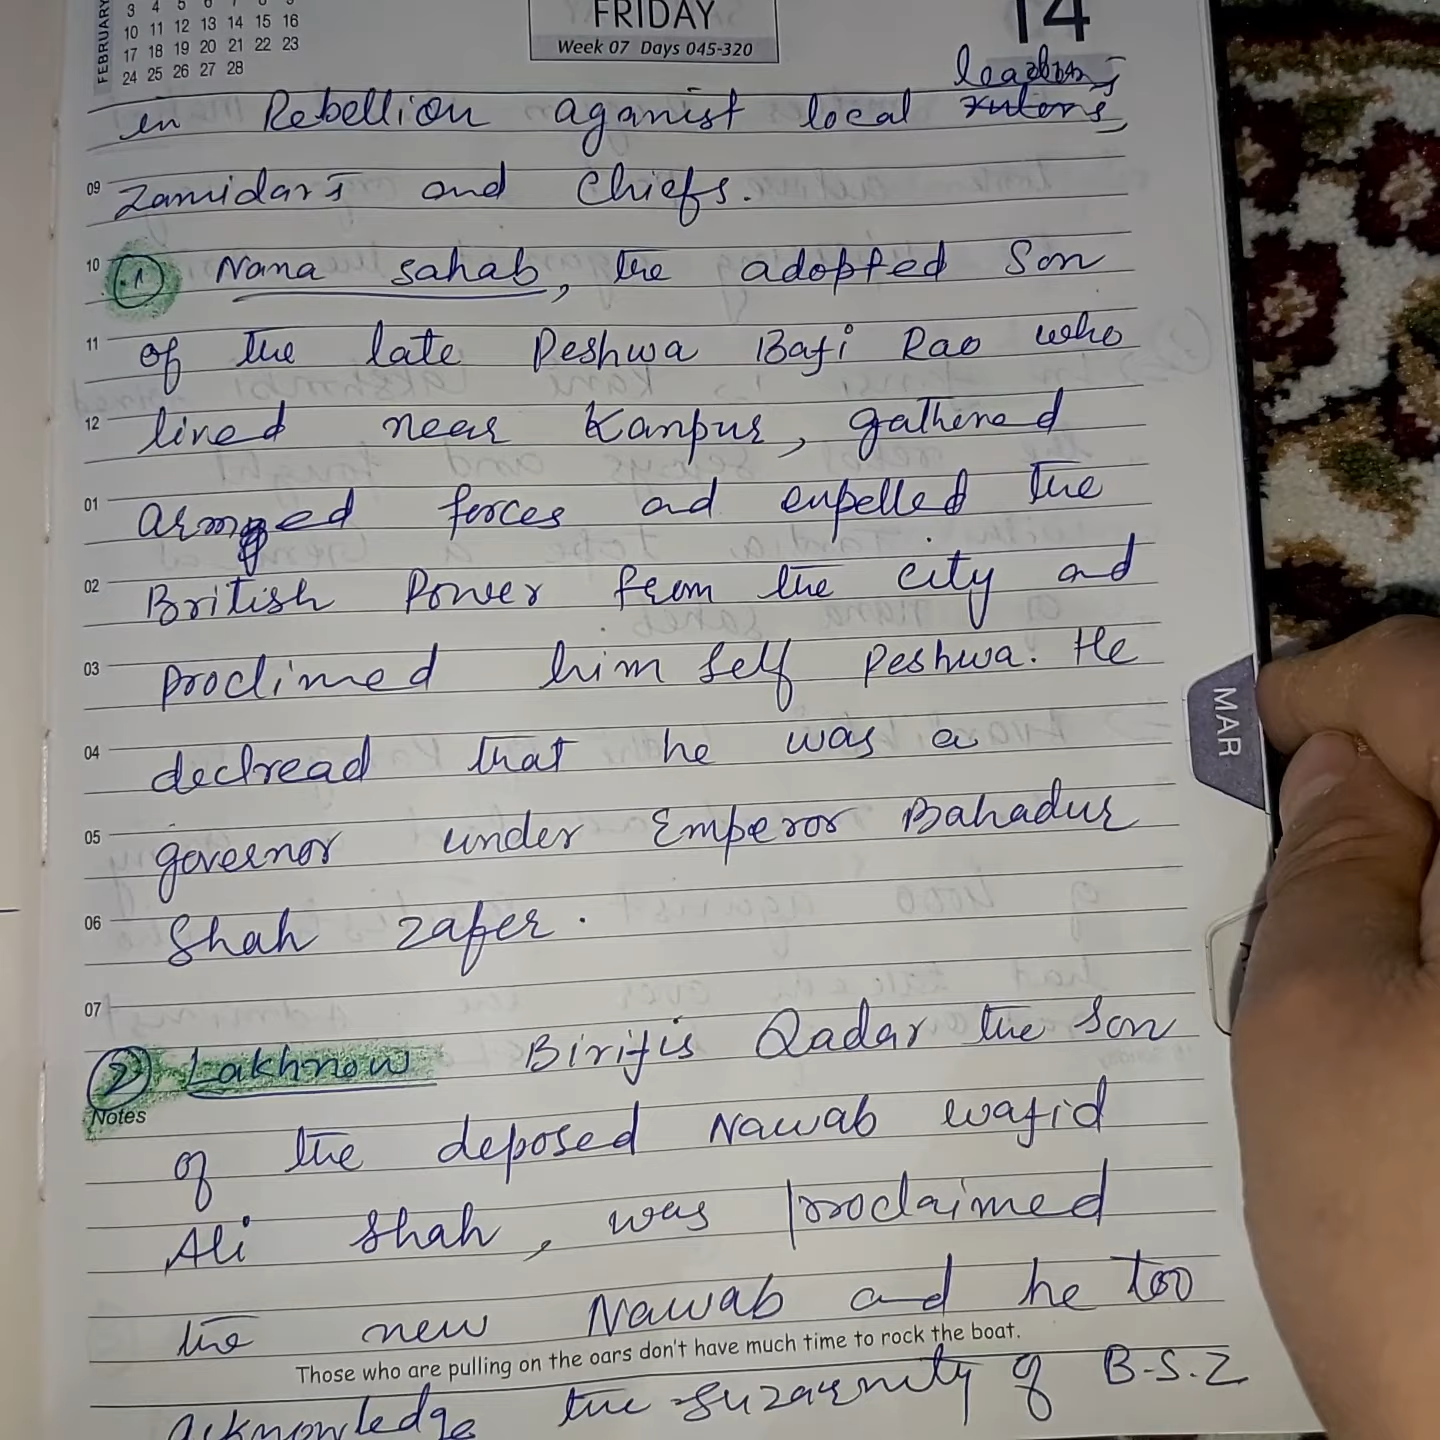 FEBRUARY
3 4 5 6 7 8 9
10 11 12 13 14 15 16
17 18 19 20 21 22 23
24 25 26 27 28
FRIDAY
Week 07 Days 045-320
14
leaders
in Rebellion aganist local rulers,
09 Zamidars and Chiefs.
10 1 Nana sahab, the adopted Son
11 of the late Peshwa Baji Rao who
12 lived near Kanpur, gathered
01 armed forces and expelled the
02 British Power from the city and
03 proclimed him self Peshwa. He
04 declread that he was a
05 governor under Emperor Bahadur
06 Shah zafer.
07
2 Lakhnow Birijis Qadar the Son
Notes
of the deposed Nawab wajid
Ali Shah, was proclaimed
the new Nawab and he too
Those who are pulling on the oars don't have much time to rock the boat.
acknowledge the suzarnity of B.S.Z
MAR